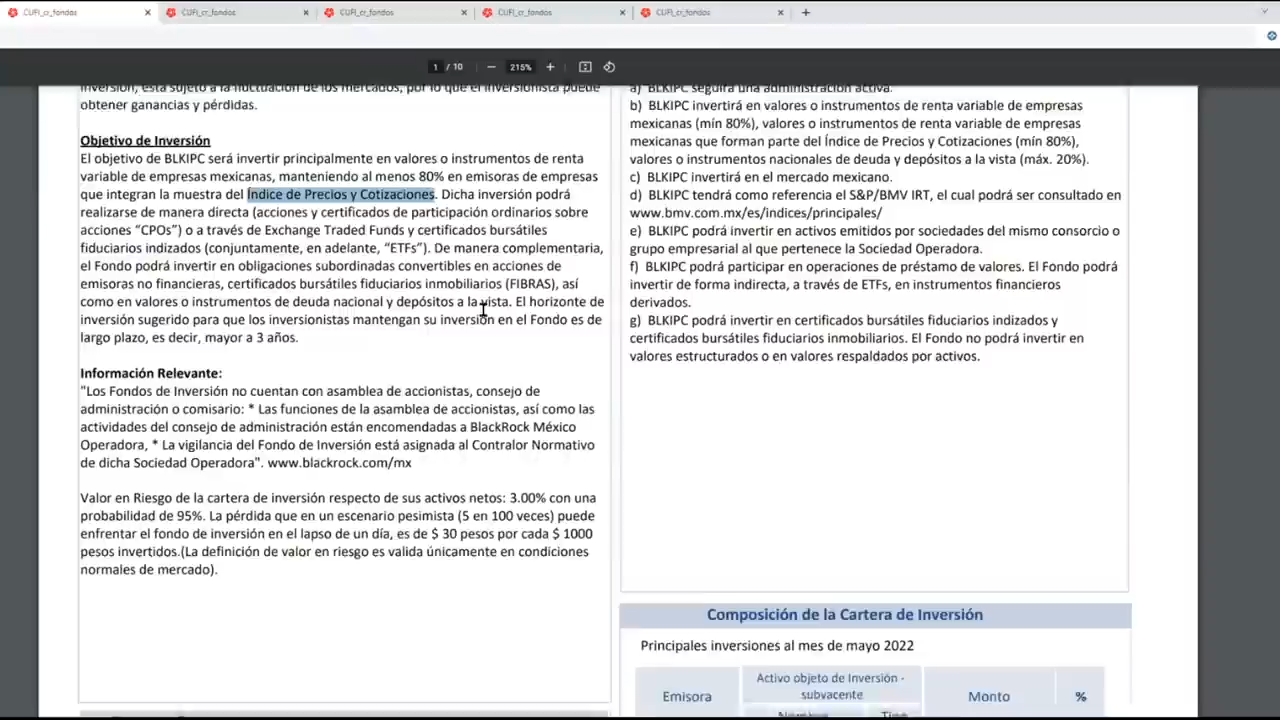 CUFI_cr_fondos
CUFI_cr_fondos
CUFI_cr_fondos
CUFI_cr_fondos
CUFI_cr_fondos
1 / 10
215%
inversión, está sujeto a la fluctuación de los mercados, por lo que el inversionista puede
obtener ganancias y pérdidas.
Objetivo de Inversión
El objetivo de BLKIPC será invertir principalmente en valores o instrumentos de renta
variable de empresas mexicanas, manteniendo al menos 80% en emisoras de empresas
que integran la muestra del Índice de Precios y Cotizaciones. Dicha inversión podrá
realizarse de manera directa (acciones y certificados de participación ordinarios sobre
acciones “CPOs”) o a través de Exchange Traded Funds y certificados bursátiles
fiduciarios indizados (conjuntamente, en adelante, “ETFs”). De manera complementaria,
el Fondo podrá invertir en obligaciones subordinadas convertibles en acciones de
emisoras no financieras, certificados bursátiles fiduciarios inmobiliarios (FIBRAS), así
como en valores o instrumentos de deuda nacional y depósitos a la vista. El horizonte de
inversión sugerido para que los inversionistas mantengan su inversión en el Fondo es de
largo plazo, es decir, mayor a 3 años.
Información Relevante:
"Los Fondos de Inversión no cuentan con asamblea de accionistas, consejo de
administración o comisario: * Las funciones de la asamblea de accionistas, así como las
actividades del consejo de administración están encomendadas a BlackRock México
Operadora, * La vigilancia del Fondo de Inversión está asignada al Contralor Normativo
de dicha Sociedad Operadora". www.blackrock.com/mx
Valor en Riesgo de la cartera de inversión respecto de sus activos netos: 3.00% con una
probabilidad de 95%. La pérdida que en un escenario pesimista (5 en 100 veces) puede
enfrentar el fondo de inversión en el lapso de un día, es de $ 30 pesos por cada $ 1000
pesos invertidos.(La definición de valor en riesgo es valida únicamente en condiciones
normales de mercado).
a) BLKIPC seguirá una administración activa.
b) BLKIPC invertirá en valores o instrumentos de renta variable de empresas
mexicanas (mín 80%), valores o instrumentos de renta variable de empresas
mexicanas que forman parte del Índice de Precios y Cotizaciones (mín 80%),
valores o instrumentos nacionales de deuda y depósitos a la vista (máx. 20%).
c) BLKIPC invertirá en el mercado mexicano.
d) BLKIPC tendrá como referencia el S&P/BMV IRT, el cual podrá ser consultado en
www.bmv.com.mx/es/indices/principales/
e) BLKIPC podrá invertir en activos emitidos por sociedades del mismo consorcio o
grupo empresarial al que pertenece la Sociedad Operadora.
f) BLKIPC podrá participar en operaciones de préstamo de valores. El Fondo podrá
invertir de forma indirecta, a través de ETFs, en instrumentos financieros
derivados.
g) BLKIPC podrá invertir en certificados bursátiles fiduciarios indizados y
certificados bursátiles fiduciarios inmobiliarios. El Fondo no podrá invertir en
valores estructurados o en valores respaldados por activos.
Composición de la Cartera de Inversión
Principales inversiones al mes de mayo 2022
Activo objeto de Inversión -
Emisora subyacente Monto %
Nombre Tipo